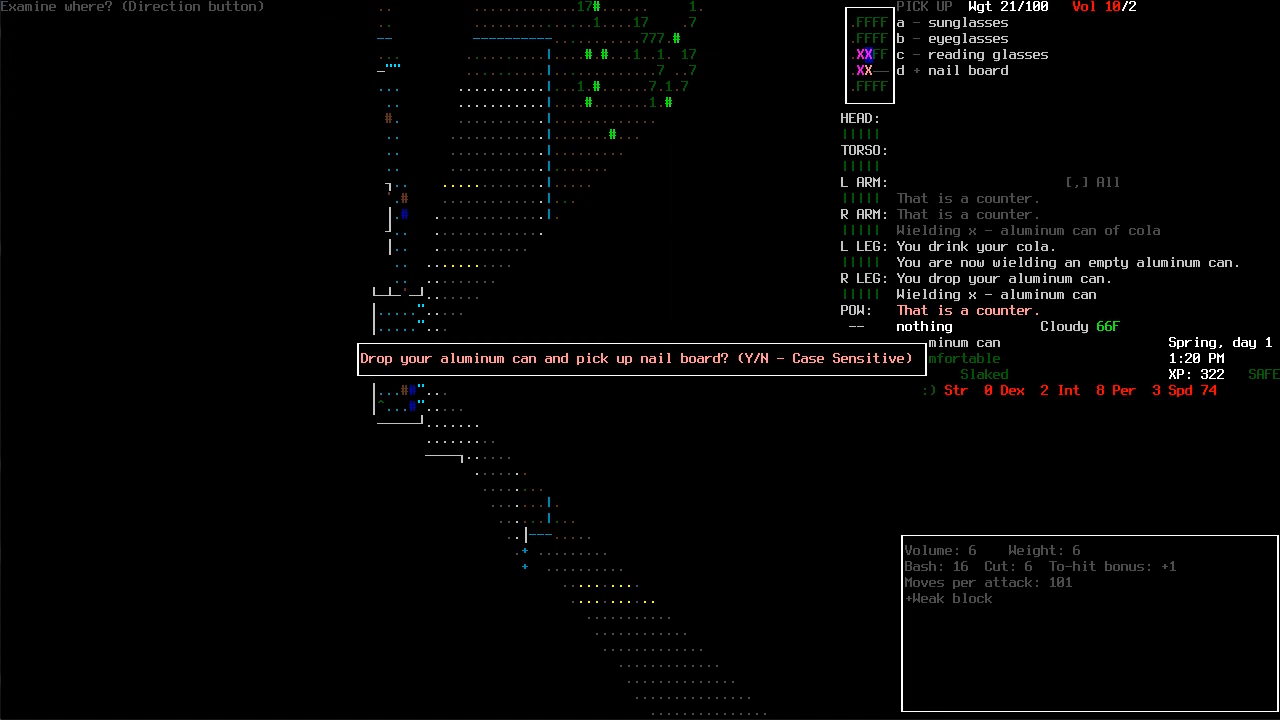 Examine where? (Direction button)
PICK UP Wgt 21/100 Vol 10/2
a - sunglasses
b - eyeglasses
c - reading glasses
d + nail board
HEAD:
TORSO:
L ARM: [,] All
That is a counter.
R ARM: That is a counter.
Wielding x - aluminum can of cola
L LEG: You drink your cola.
You are now wielding an empty aluminum can.
R LEG: You drop your aluminum can.
Wielding x - aluminum can
POW: That is a counter.
-- nothing Cloudy 66F
minum can Spring, day 1
Drop your aluminum can and pick up nail board? (Y/N - Case Sensitive)
mfortable 1:20 PM
Slaked XP: 322 SAFE
:) Str 0 Dex 2 Int 8 Per 3 Spd 74
Volume: 6 Weight: 6
Bash: 16 Cut: 6 To-hit bonus: +1
Moves per attack: 101
+Weak block